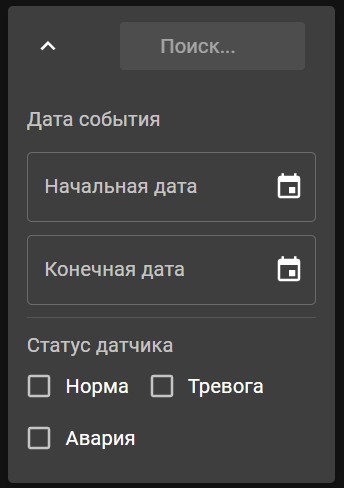 Поиск...
Дата события
Начальная дата
Конечная дата
Статус датчика
Норма Тревога
Авария